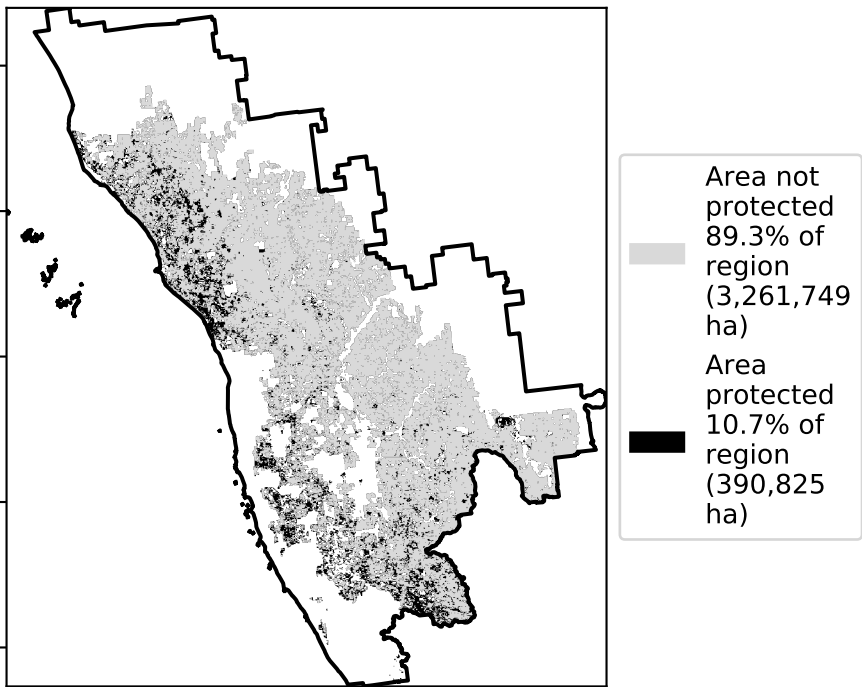 Area not
protected
89.3% of
region
(3,261,749
ha)
Area
protected
10.7% of
region
(390,825
ha)